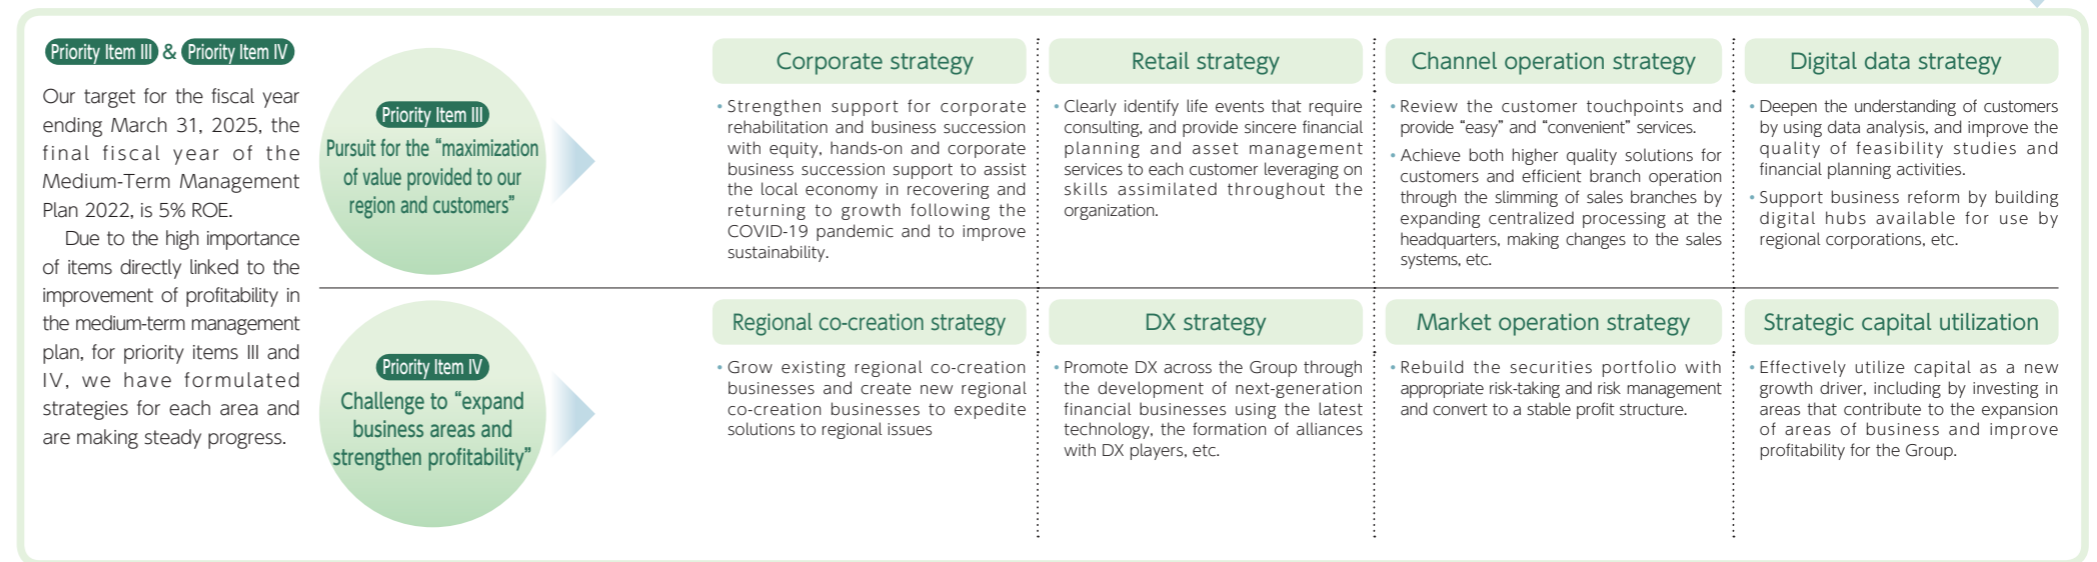 Priority Item III & Priority Item IV
Our target for the fiscal year
ending March 31, 2025, the
final fiscal year of the
Medium-Term Management
Plan 2022, is 5% ROE.
Due to the high importance
of items directly linked to the
improvement of profitability in
the medium-term management
plan, for priority items III and
IV, we have formulated
strategies for each area and
are making steady progress.
Priority Item III
Pursuit for the “maximization
of value provided to our
region and customers”
Corporate strategy
• Strengthen support for corporate
rehabilitation and business succession
with equity, hands-on and corporate
business succession support to assist
the local economy in recovering and
returning to growth following the
COVID-19 pandemic and to improve
sustainability.
Retail strategy
• Clearly identify life events that require
consulting, and provide sincere financial
planning and asset management
services to each customer leveraging on
skills assimilated throughout the
organization.
Channel operation strategy
• Review the customer touchpoints and
provide “easy” and “convenient” services.
• Achieve both higher quality solutions for
customers and efficient branch operation
through the slimming of sales branches by
expanding centralized processing at the
headquarters, making changes to the sales
systems, etc.
Digital data strategy
• Deepen the understanding of customers
by using data analysis, and improve the
quality of feasibility studies and
financial planning activities.
• Support business reform by building
digital hubs available for use by
regional corporations, etc.
Priority Item IV
Challenge to “expand
business areas and
strengthen profitability”
Regional co-creation strategy
• Grow existing regional co-creation
businesses and create new regional
co-creation businesses to expedite
solutions to regional issues
DX strategy
• Promote DX across the Group through
the development of next-generation
financial businesses using the latest
technology, the formation of alliances
with DX players, etc.
Market operation strategy
• Rebuild the securities portfolio with
appropriate risk-taking and risk management
and convert to a stable profit structure.
Strategic capital utilization
• Effectively utilize capital as a new
growth driver, including by investing in
areas that contribute to the expansion
of areas of business and improve
profitability for the Group.